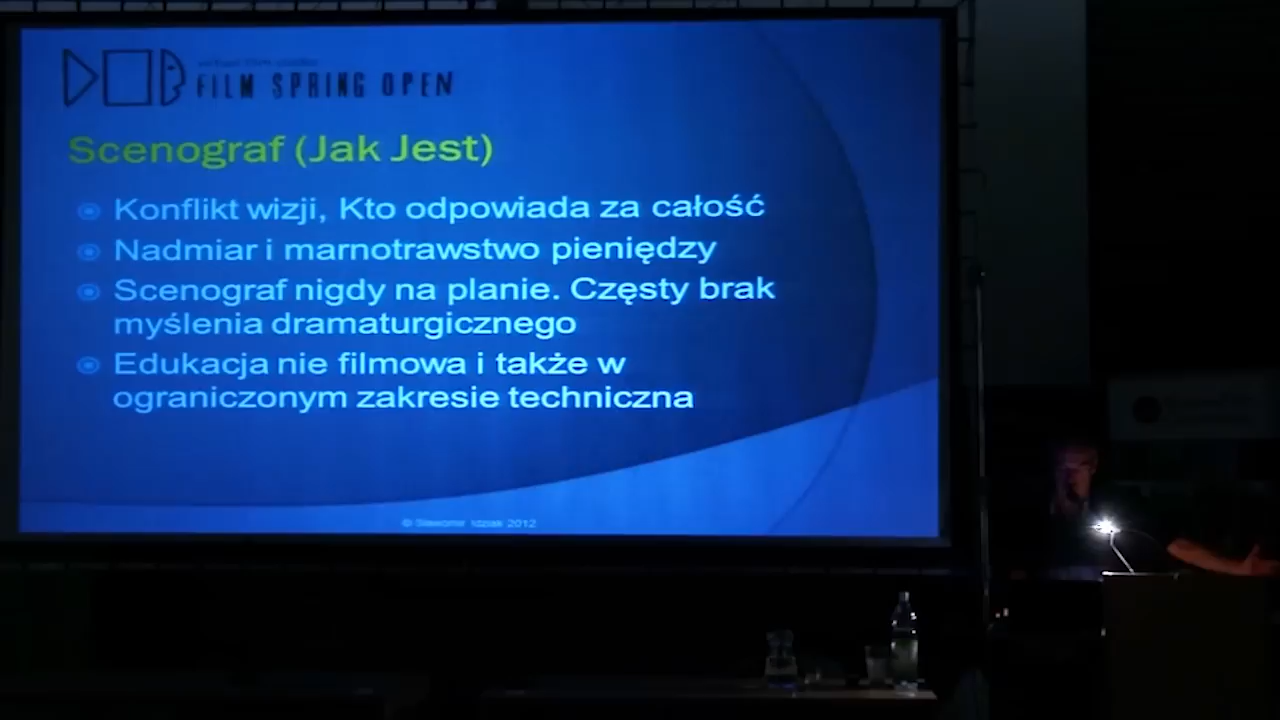 FILM SPRING OPEN
Scenograf (Jak Jest)
Konflikt wizji, Kto odpowiada za całość
Nadmiar i marnotrawstwo pieniędzy
Scenograf nigdy na planie. Częsty brak
myślenia dramaturgicznego
Edukacja nie filmowa i także w
ograniczonym zakresie techniczna
© Sławomir Idziak 2012